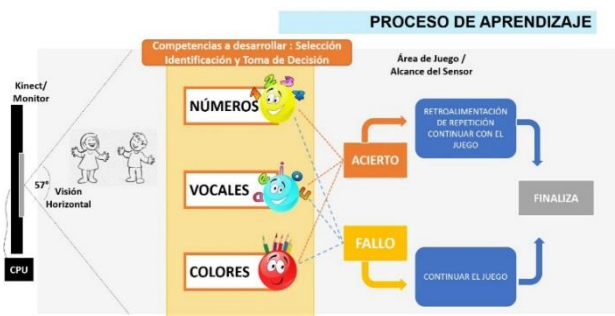 PROCESO DE APRENDIZAJE
Competencias a desarrollar : Selección
Identificación y Toma de Decisión
Área de Juego /
Alcance del Sensor
Kinect/
Monitor
57°
Visión
Horizontal
CPU
NÚMEROS
VOCALES
COLORES
ACIERTO
FALLO
RETROALIMENTACIÓN
DE REPETICIÓN
CONTINUAR CON EL
JUEGO
CONTINUAR EL JUEGO
FINALIZA